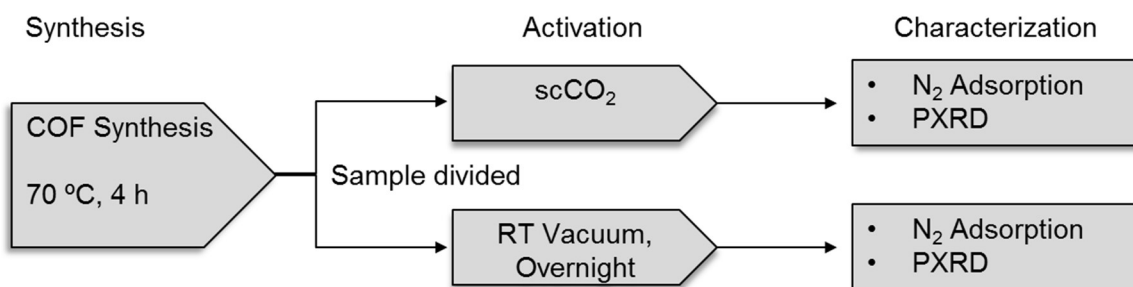 Synthesis
Activation
Characterization
COF Synthesis
70 ºC, 4 h
Sample divided
scCO₂
• N₂ Adsorption
• PXRD
RT Vacuum,
Overnight
• N₂ Adsorption
• PXRD